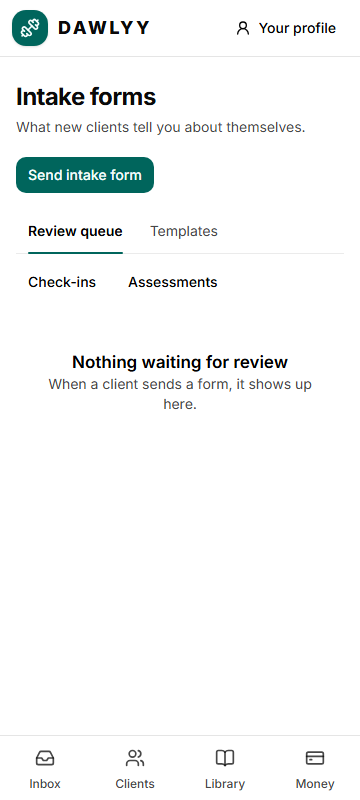 DAWLYY
Your profile
Intake forms
What new clients tell you about themselves.
Send intake form
Review queue
Templates
Check-ins
Assessments
Nothing waiting for review
When a client sends a form, it shows up
here.
Inbox
Clients
Library
Money